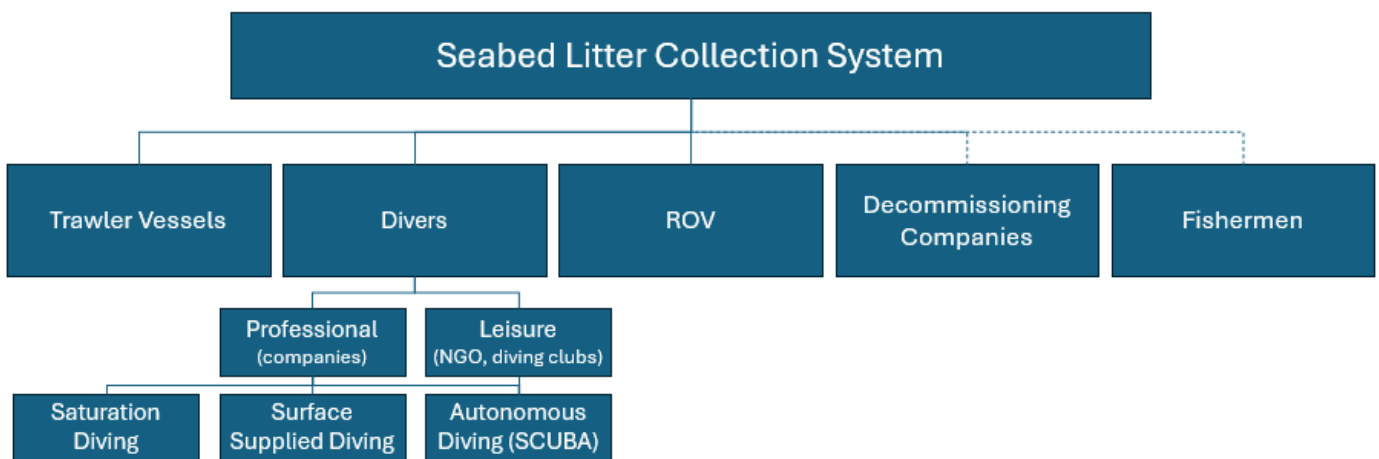 Seabed Litter Collection System
Trawler Vessels
Divers
ROV
Decommissioning
Companies
Fishermen
Professional
(companies)
Leisure
(NGO, diving clubs)
Saturation
Diving
Surface
Supplied Diving
Autonomous
Diving (SCUBA)